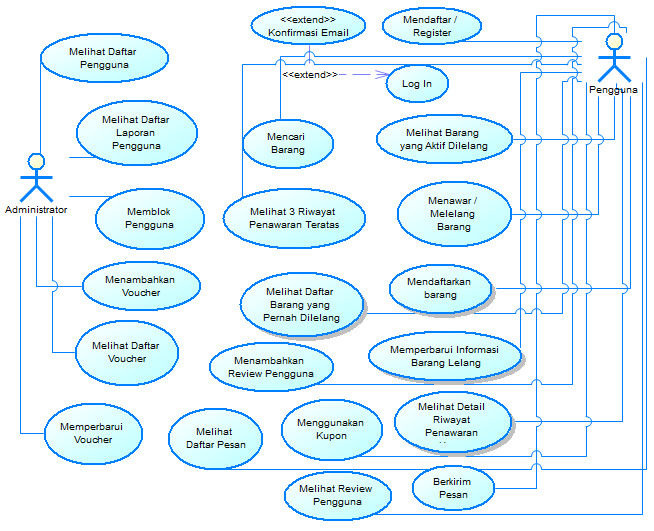 <<extend>>
Konfirmasi Email
Mendaftar /
Register
Melihat Daftar
Pengguna
<<extend>>
Log In
Pengguna
Melihat Daftar
Laporan
Pengguna
Mencari
Barang
Melihat Barang
yang Aktif Dilelang
Administrator
Memblok
Pengguna
Melihat 3 Riwayat
Penawaran Teratas
Menawar /
Melelang
Barang
Menambahkan
Voucher
Melihat Daftar
Barang yang
Pernah Dilelang
Mendaftarkan
barang
Melihat Daftar
Voucher
Menambahkan
Review Pengguna
Memperbarui Informasi
Barang Lelang
Memperbarui
Voucher
Melihat
Daftar Pesan
Menggunakan
Kupon
Melihat Detail
Riwayat
Penawaran
Melihat Review
Pengguna
Berkirim
Pesan